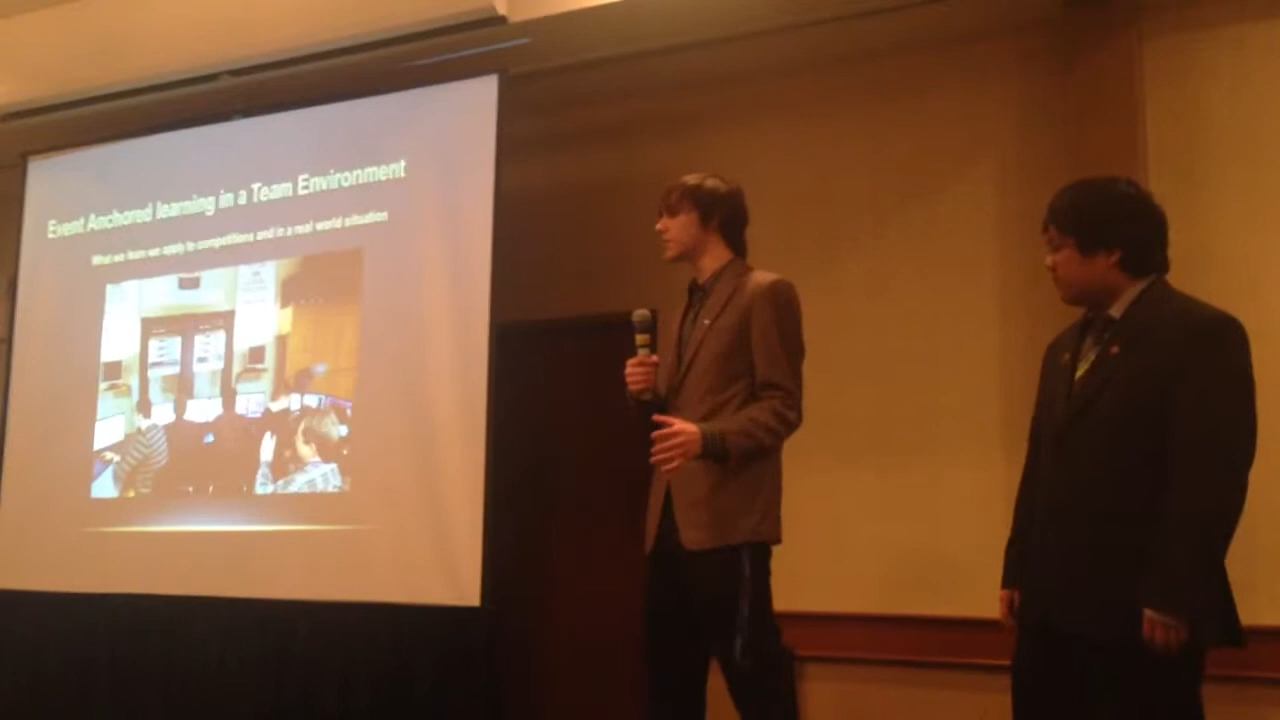 Event Anchored learning in a Team Environment
What we learn we apply to competitions and in a real world situation